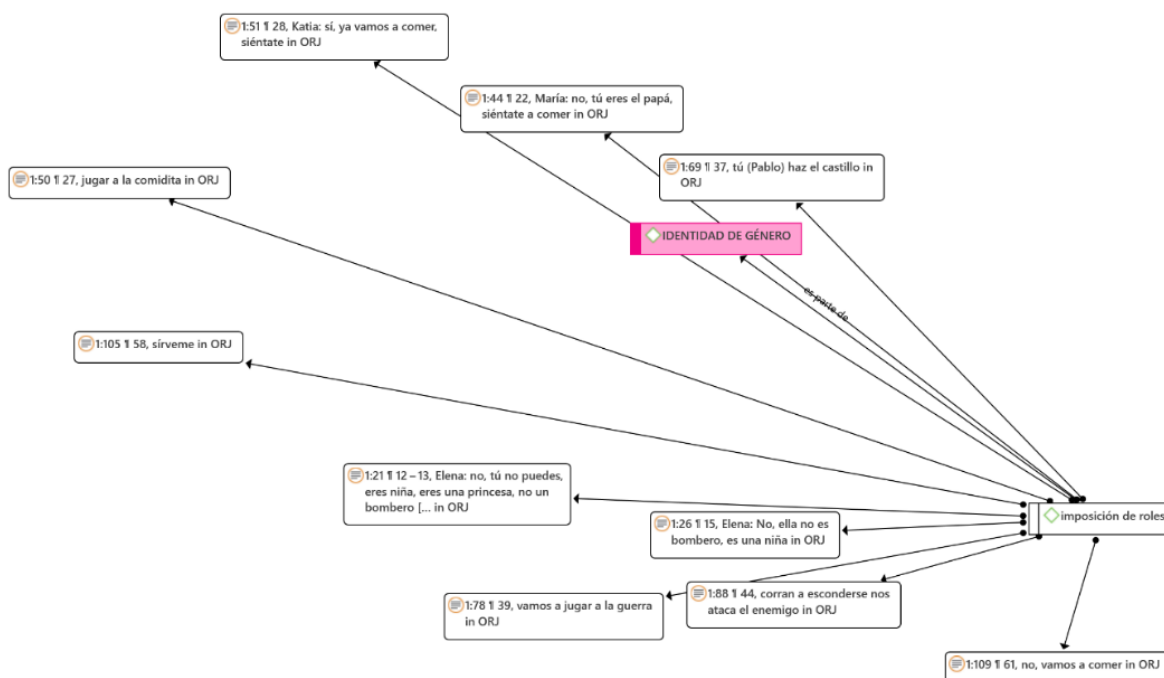 1:51 ¶ 28, Katia: sí, ya vamos a comer,
siéntate in ORJ
1:44 ¶ 22, María: no, tú eres el papá,
siéntate a comer in ORJ
1:69 ¶ 37, tú (Pablo) haz el castillo in
ORJ
1:50 ¶ 27, jugar a la comidita in ORJ
IDENTIDAD DE GÉNERO
es parte de
1:105 ¶ 58, sírveme in ORJ
1:21 ¶ 12 – 13, Elena: no, tú no puedes,
eres niña, eres una princesa, no un
bombero [... in ORJ
1:26 ¶ 15, Elena: No, ella no es
bombero, es una niña in ORJ
imposición de roles
1:88 ¶ 44, corran a esconderse nos
ataca el enemigo in ORJ
1:78 ¶ 39, vamos a jugar a la guerra
in ORJ
1:109 ¶ 61, no, vamos a comer in ORJ